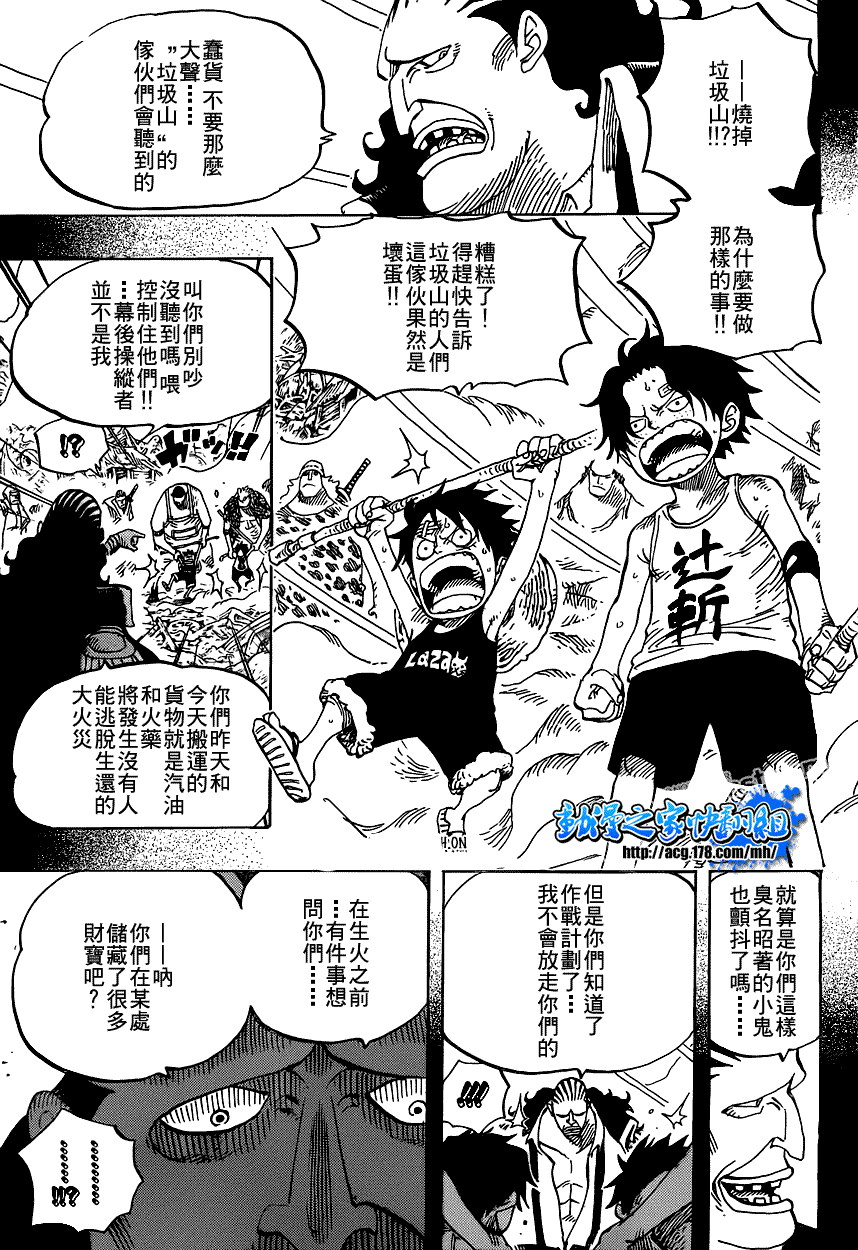 ——燒掉
垃圾山!!?
蠢貨 不要那麼
大聲……
”垃圾山“的
傢伙們會聽到的
為什麼要做
那樣的事!!
糟糕了!
得趕快告訴
垃圾山的人們
這傢伙果然是
壞蛋!!
叫你們別吵
沒聽到嗎 喂
控制住他們!!
…幕後操縱者
並不是我
!?
ガッ!!
辻斬
LaZa
你們昨天和
今天搬運的
貨物就是汽油
和火藥
將發生沒有人
能逃脫生還的
大火災
H:ON
動漫之家快翻組
http://acg.178.com/mh/
就算是你們這樣
臭名昭著的小鬼
也顫抖了嗎……
但是你們知道了
作戰計劃了…
我不會放走你們的
!!!
在生火之前
…有件事想
問你們……
——吶
你們在某處
儲藏了很多
財寶吧?
………
………!!?